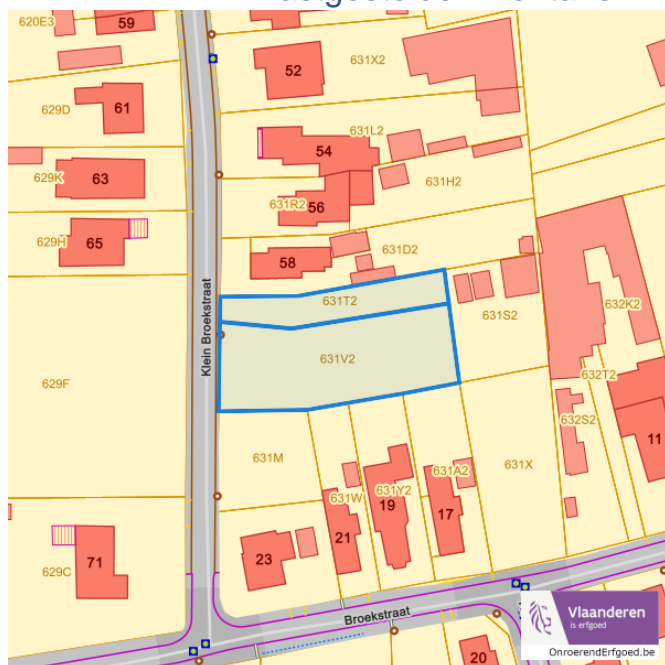 620E3
59
52
631X2
61
629D
631L2
54
629K
63
631H2
631R2
56
629H
65
631D2
58
631T2
631S2
632K2
Klein Broekstraat
631V2
629F
632T2
632S2
11
631M
631W
631Y2
631A2
631X
19
17
21
23
71
629C
Broekstraat
20
Vlaanderen
is erfgoed
OnroerendErfgoed.be